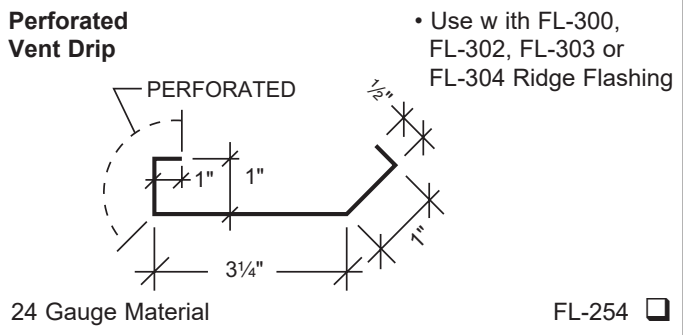 Perforated
Vent Drip
• Use w ith FL-300,
FL-302, FL-303 or
FL-304 Ridge Flashing
PERFORATED
½"
1"
1"
1"
3¼"
24 Gauge Material
FL-254 ❑